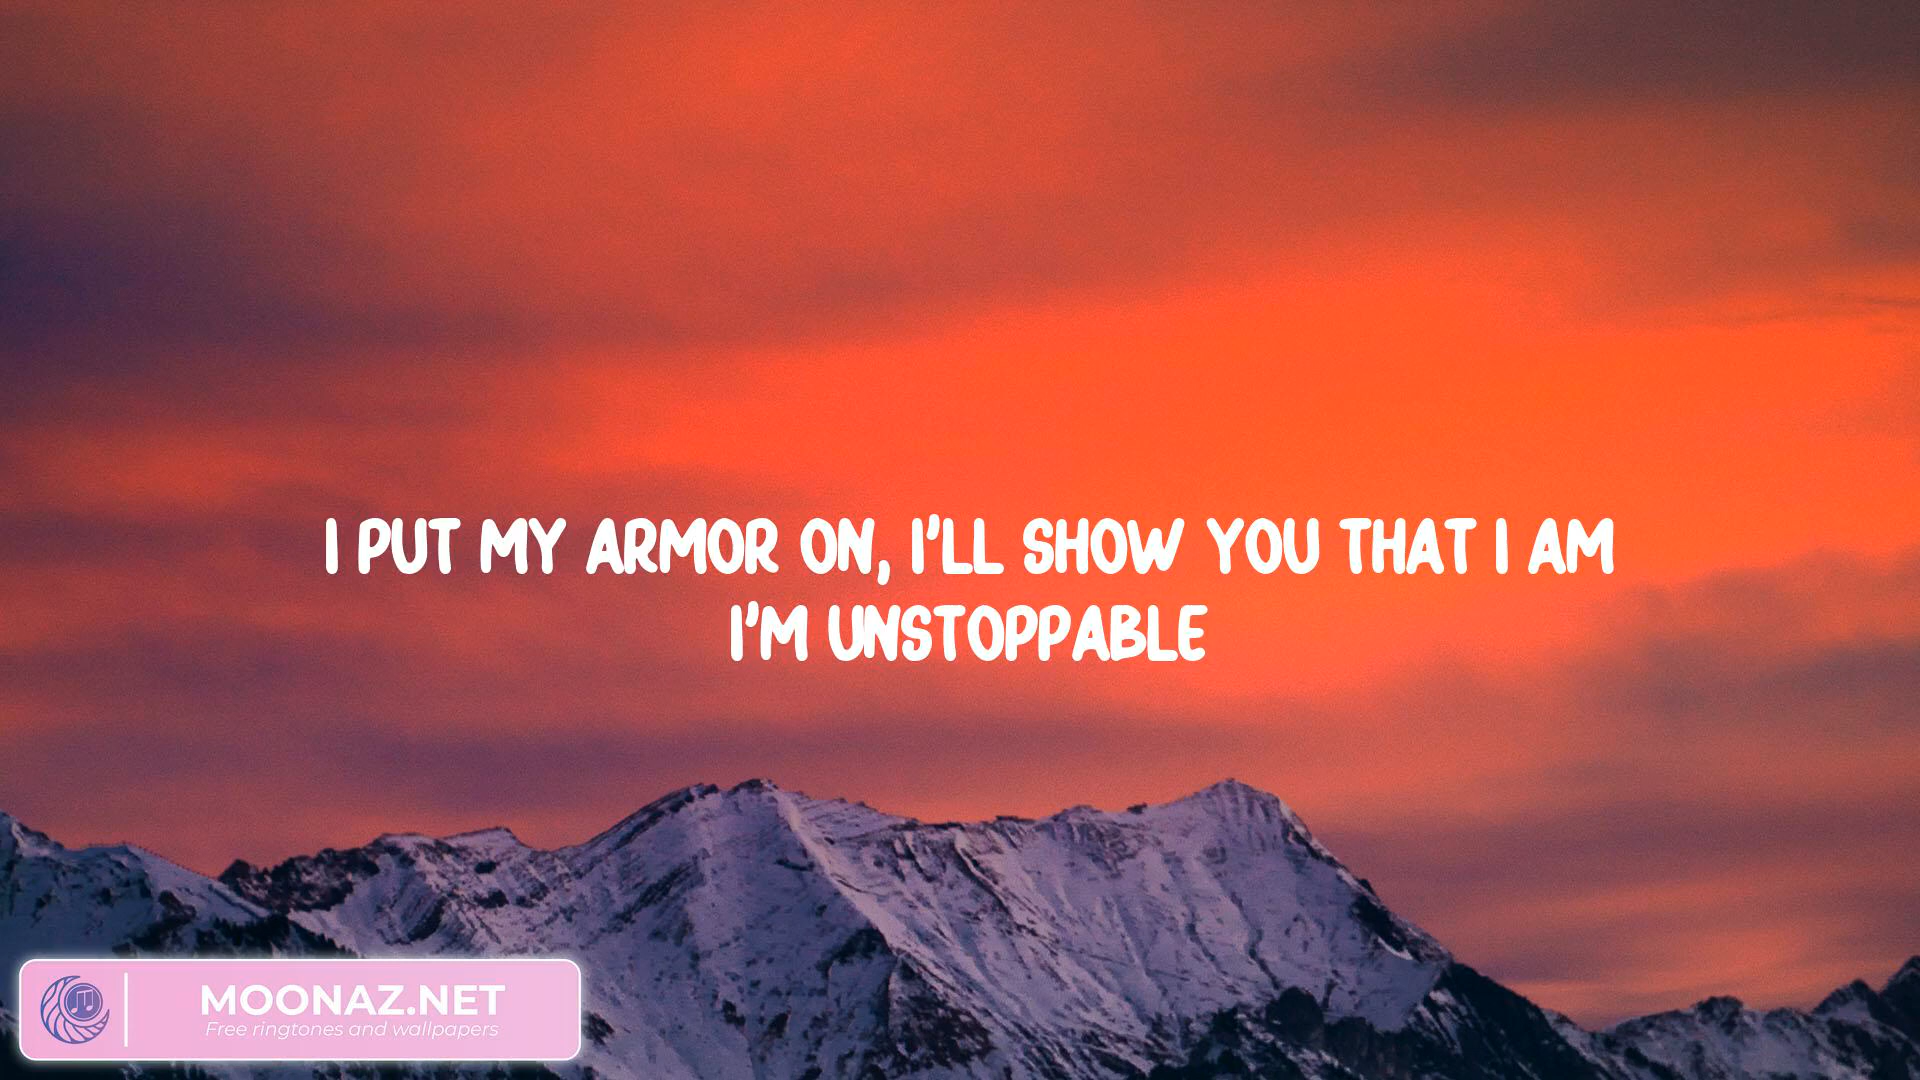 I PUT MY ARMOR ON, I'LL SHOW YOU THAT I AM
I'M UNSTOPPABLE
MOONAZ.NET
Free ringtones and wallpapers